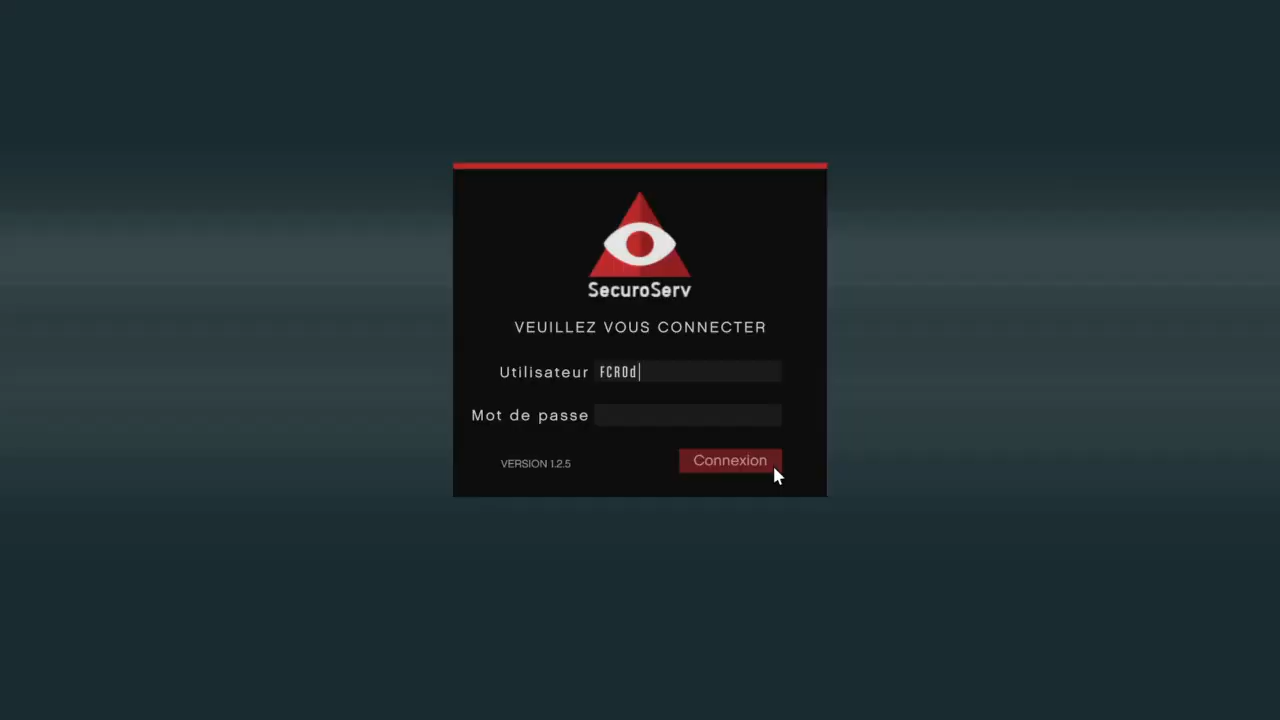 SecuroServ
VEUILLEZ VOUS CONNECTER
Utilisateur FCR0d
Mot de passe
VERSION 1.2.5 Connexion